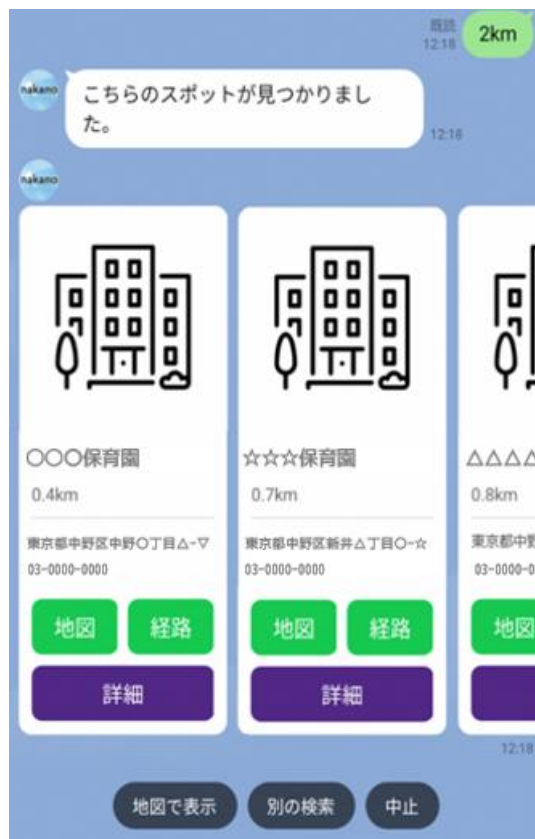 既読
12:18
2km
nakano
こちらのスポットが見つかりまし
た。
12:18
nakano
〇〇〇保育園
0.4km
東京都中野区中野〇丁目△-▽
03-0000-0000
地図
経路
詳細
☆☆☆保育園
0.7km
東京都中野区新井△丁目〇-☆
03-0000-0000
地図
経路
詳細
△△△△
0.8km
東京都中野
03-0000-0
地図
12:18
地図で表示
別の検索
中止